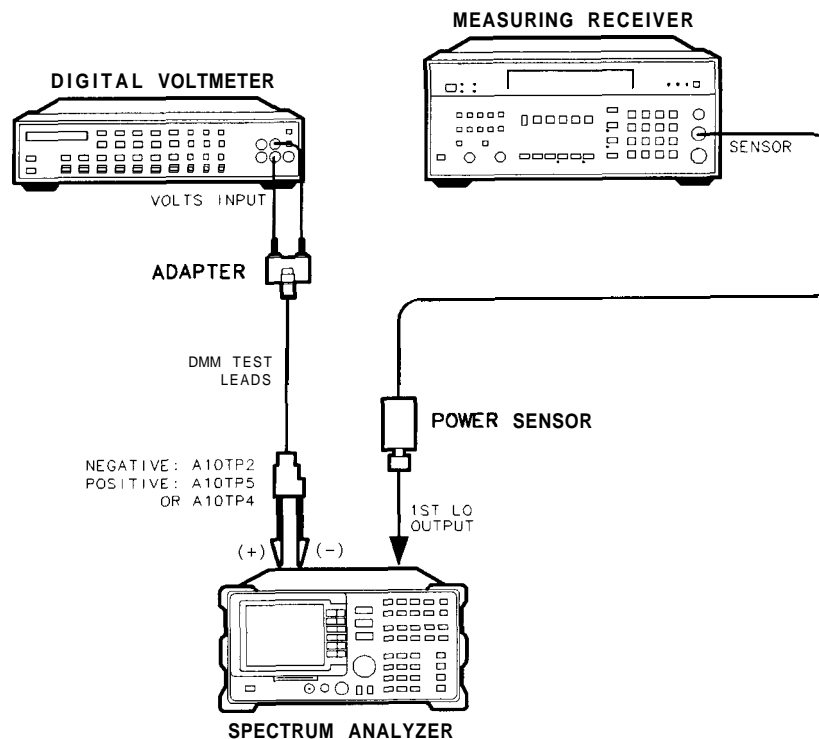 MEASURING RECEIVER
DIGITAL VOLTMETER
SENSOR
VOLTS INPUT
ADAPTER
DMM TEST
LEADS
POWER SENSOR
NEGATIVE: A10TP2
POSITIVE: A10TP5
OR A10TP4
1ST LO
OUTPUT
(+)
(-)
SPECTRUM ANALYZER